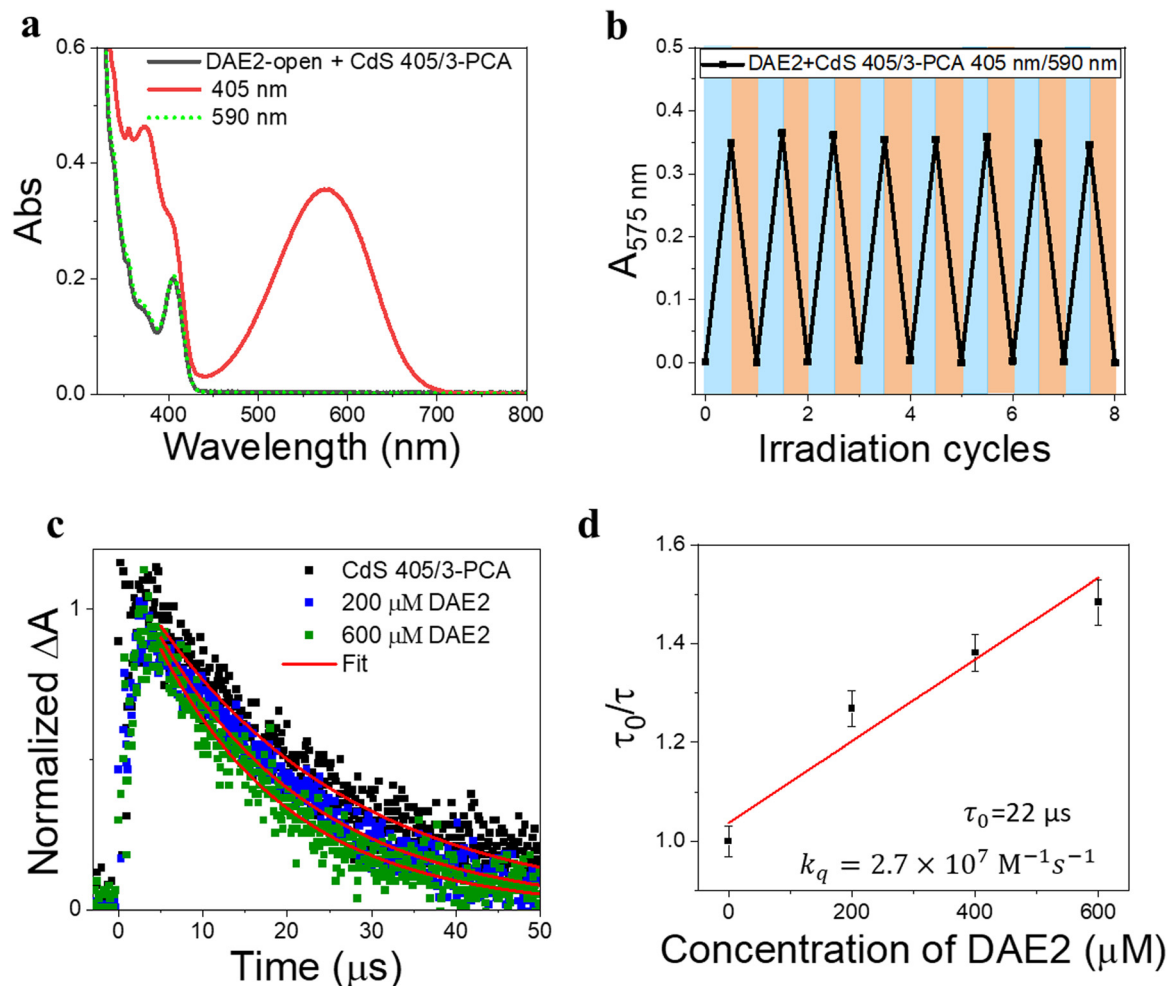 a
0.6
0.4
0.2
0.0
Abs
DAE2-open + CdS 405/3-PCA
405 nm
590 nm
400
500
600
700
800
Wavelength (nm)
b
0.5
0.4
0.3
0.2
0.1
0.0
A575 nm
DAE2+CdS 405/3-PCA 405 nm/590 nm
0
2
4
6
8
Irradiation cycles
c
1
0
Normalized ΔA
CdS 405/3-PCA
200 μM DAE2
600 μM DAE2
Fit
0
10
20
30
40
50
Time (μs)
d
1.6
1.4
1.2
1.0
τ0/τ
τ0=22 μs
kq = 2.7 × 10⁷ M⁻¹s⁻¹
0
200
400
600
Concentration of DAE2 (μM)